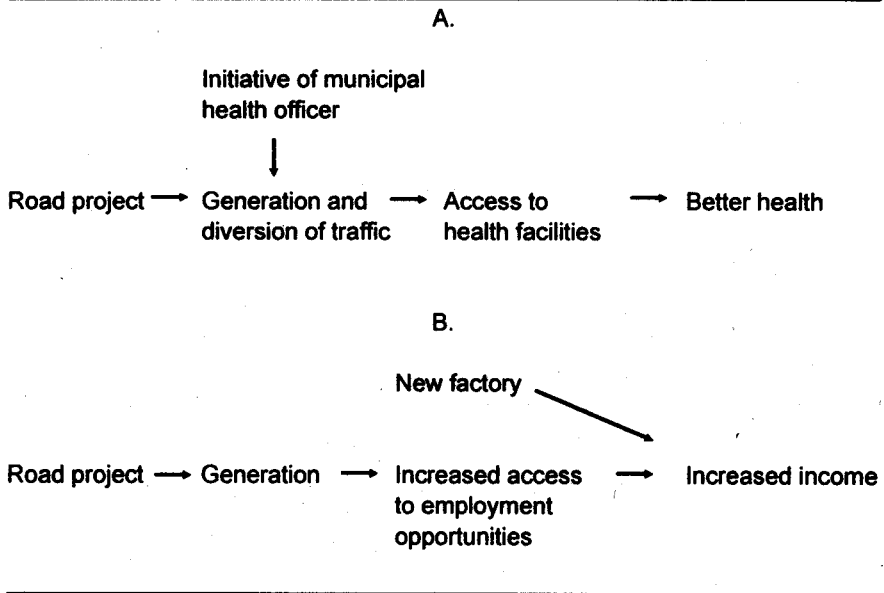 A.
Initiative of municipal
health officer
Road project
Generation and
diversion of traffic
Access to
health facilities
Better health
B.
New factory
Road project
Generation
Increased access
to employment
opportunities
Increased income